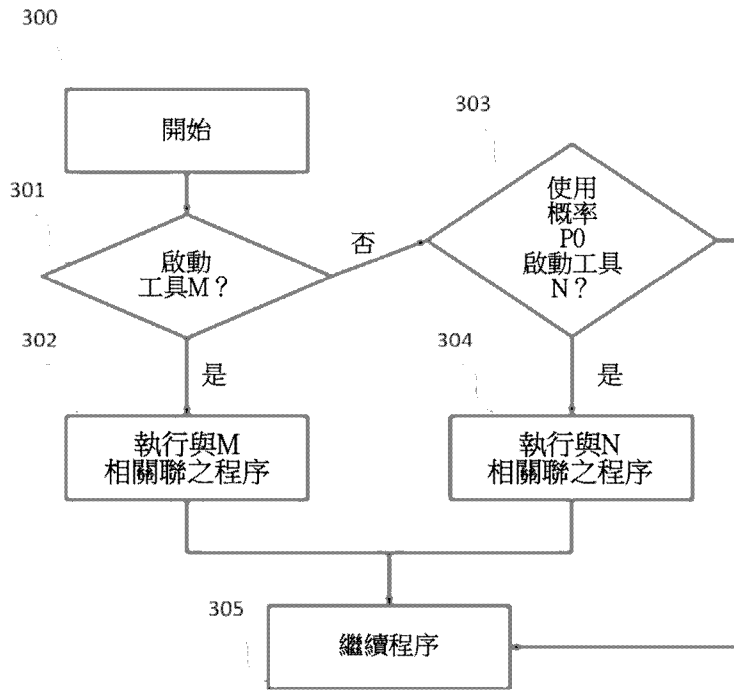 300
開始
301
啟動
工具M？
否
303
使用
概率
P0
啟動工具
N？
302
是
執行與M
相關聯之程序
304
是
執行與N
相關聯之程序
305
繼續程序